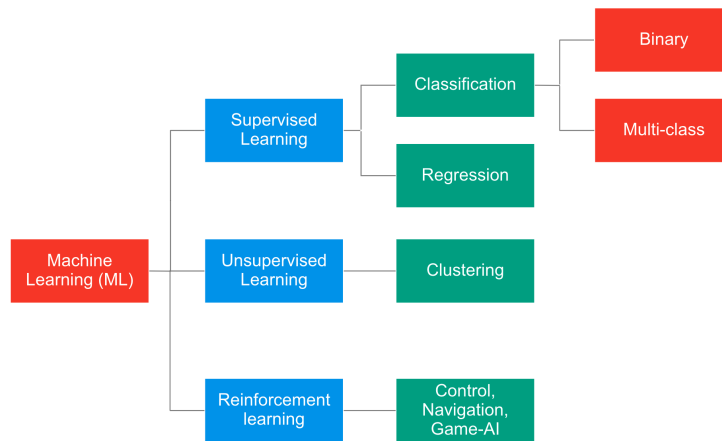 Binary
Classification
Supervised
Learning
Multi-class
Regression
Machine
Learning (ML)
Unsupervised
Learning
Clustering
Reinforcement
learning
Control,
Navigation,
Game-AI